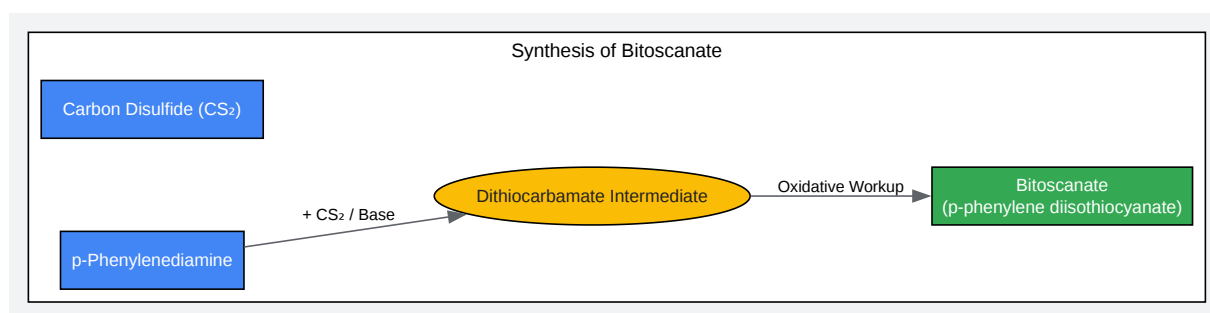 Synthesis of Bitoscanate
Carbon Disulfide (CS₂)
p-Phenylenediamine
+ CS₂ / Base
Dithiocarbamate Intermediate
Oxidative Workup
Bitoscanate
(p-phenylene diisothiocyanate)